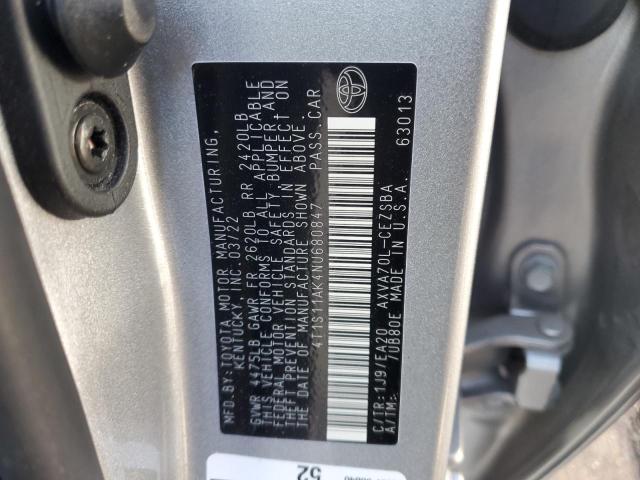 MFD.BY:TOYOTA MOTOR MANUFACTURING,
KENTUCKY, INC. 03/22
GVWR 4475LB GAWR FR 2620LB RR 2420LB
THIS VEHICLE CONFORMS TO ALL APPLICABLE
FEDERAL MOTOR VEHICLE SAFETY, BUMPER, AND
THEFT PREVENTION STANDARDS IN EFFECT ON
THE DATE OF MANUFACTURE SHOWN ABOVE.
4T1S11AK4NU680847 PASS.CAR
C/TR:1J9/EA20 AXVA70L-CEZSBA
A/TM: /UB80E MADE IN U.S.A. 63013
52